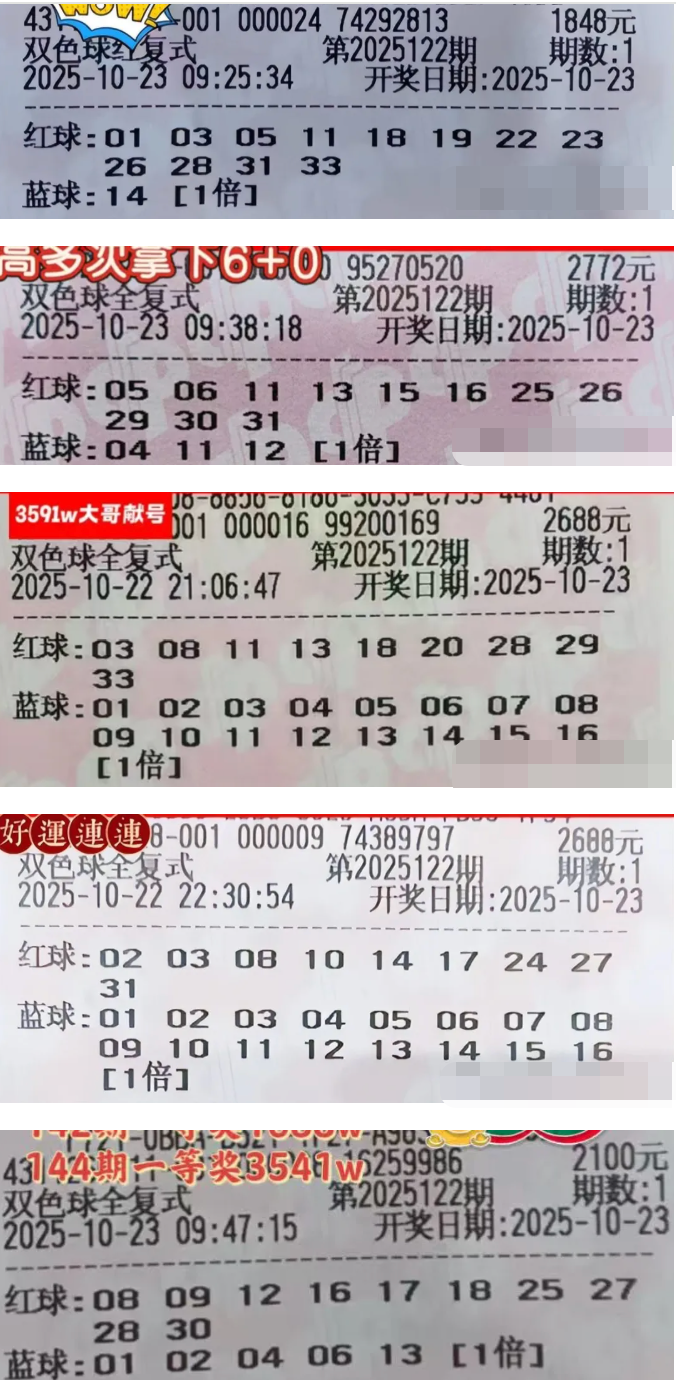 WOW!
43 -001 000024 74292813 1848元
双色球红复式 第2025122期 期数:1
2025-10-23 09:25:34 开奖日期:2025-10-23
红球:01 03 05 11 18 19 22 23
26 28 31 33
蓝球:14 [1倍]
高多次拿下6+0 95270520 2772元
双色球全复式 第2025122期 期数:1
2025-10-23 09:38:18 开奖日期:2025-10-23
红球:05 06 11 13 15 16 25 26
29 30 31
蓝球:04 11 12 [1倍]
3591w大哥献号
001 000016 99200169 2688元
双色球全复式 第2025122期 期数:1
2025-10-22 21:06:47 开奖日期:2025-10-23
红球:03 08 11 13 18 20 28 29
33
蓝球:01 02 03 04 05 06 07 08
09 10 11 12 13 14 15 16
[1倍]
好運連連 8-001 000009 74389797 2688元
双色球全复式 第2025122期 期数:1
2025-10-22 22:30:54 开奖日期:2025-10-23
红球:02 03 08 10 14 17 24 27
31
蓝球:01 02 03 04 05 06 07 08
09 10 11 12 13 14 15 16
[1倍]
43 144期一等奖3541w 16259986 2100元
双色球全复式 第2025122期 期数:1
2025-10-23 09:47:15 开奖日期:2025-10-23
红球:08 09 12 16 17 18 25 27
28 30
蓝球:01 02 04 06 13 [1倍]